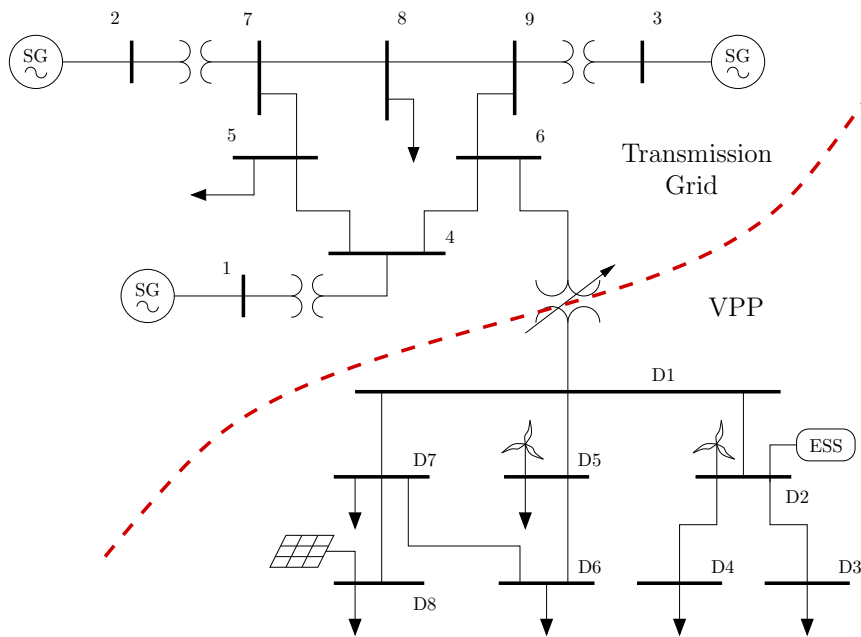 2
7
8
9
3
SG
SG
5
6
Transmission
Grid
4
1
SG
VPP
D1
D7
D5
ESS
D2
D8
D6
D4
D3